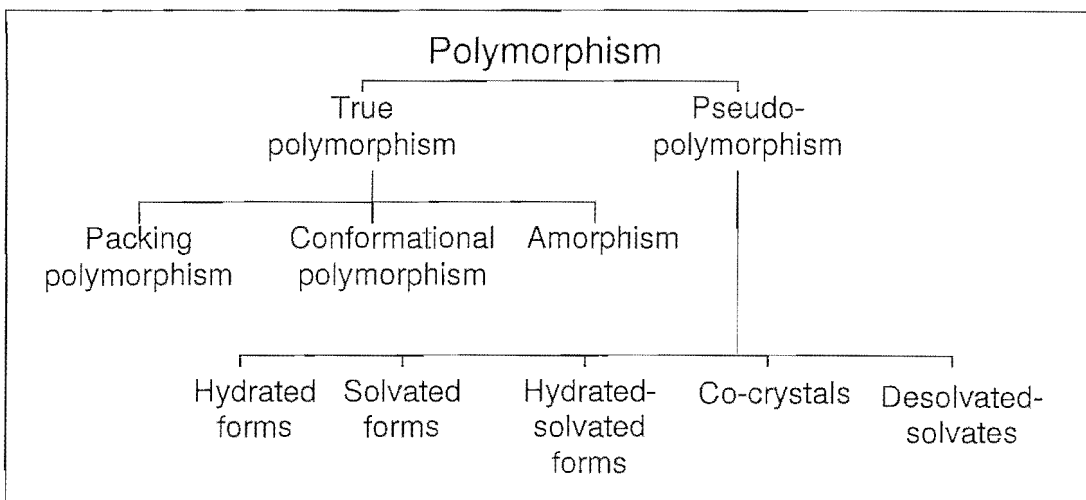 Polymorphism
True
polymorphism
Pseudo-
polymorphism
Packing
polymorphism
Conformational
polymorphism
Amorphism
Hydrated
forms
Solvated
forms
Hydrated-
solvated
forms
Co-crystals
Desolvated-
solvates